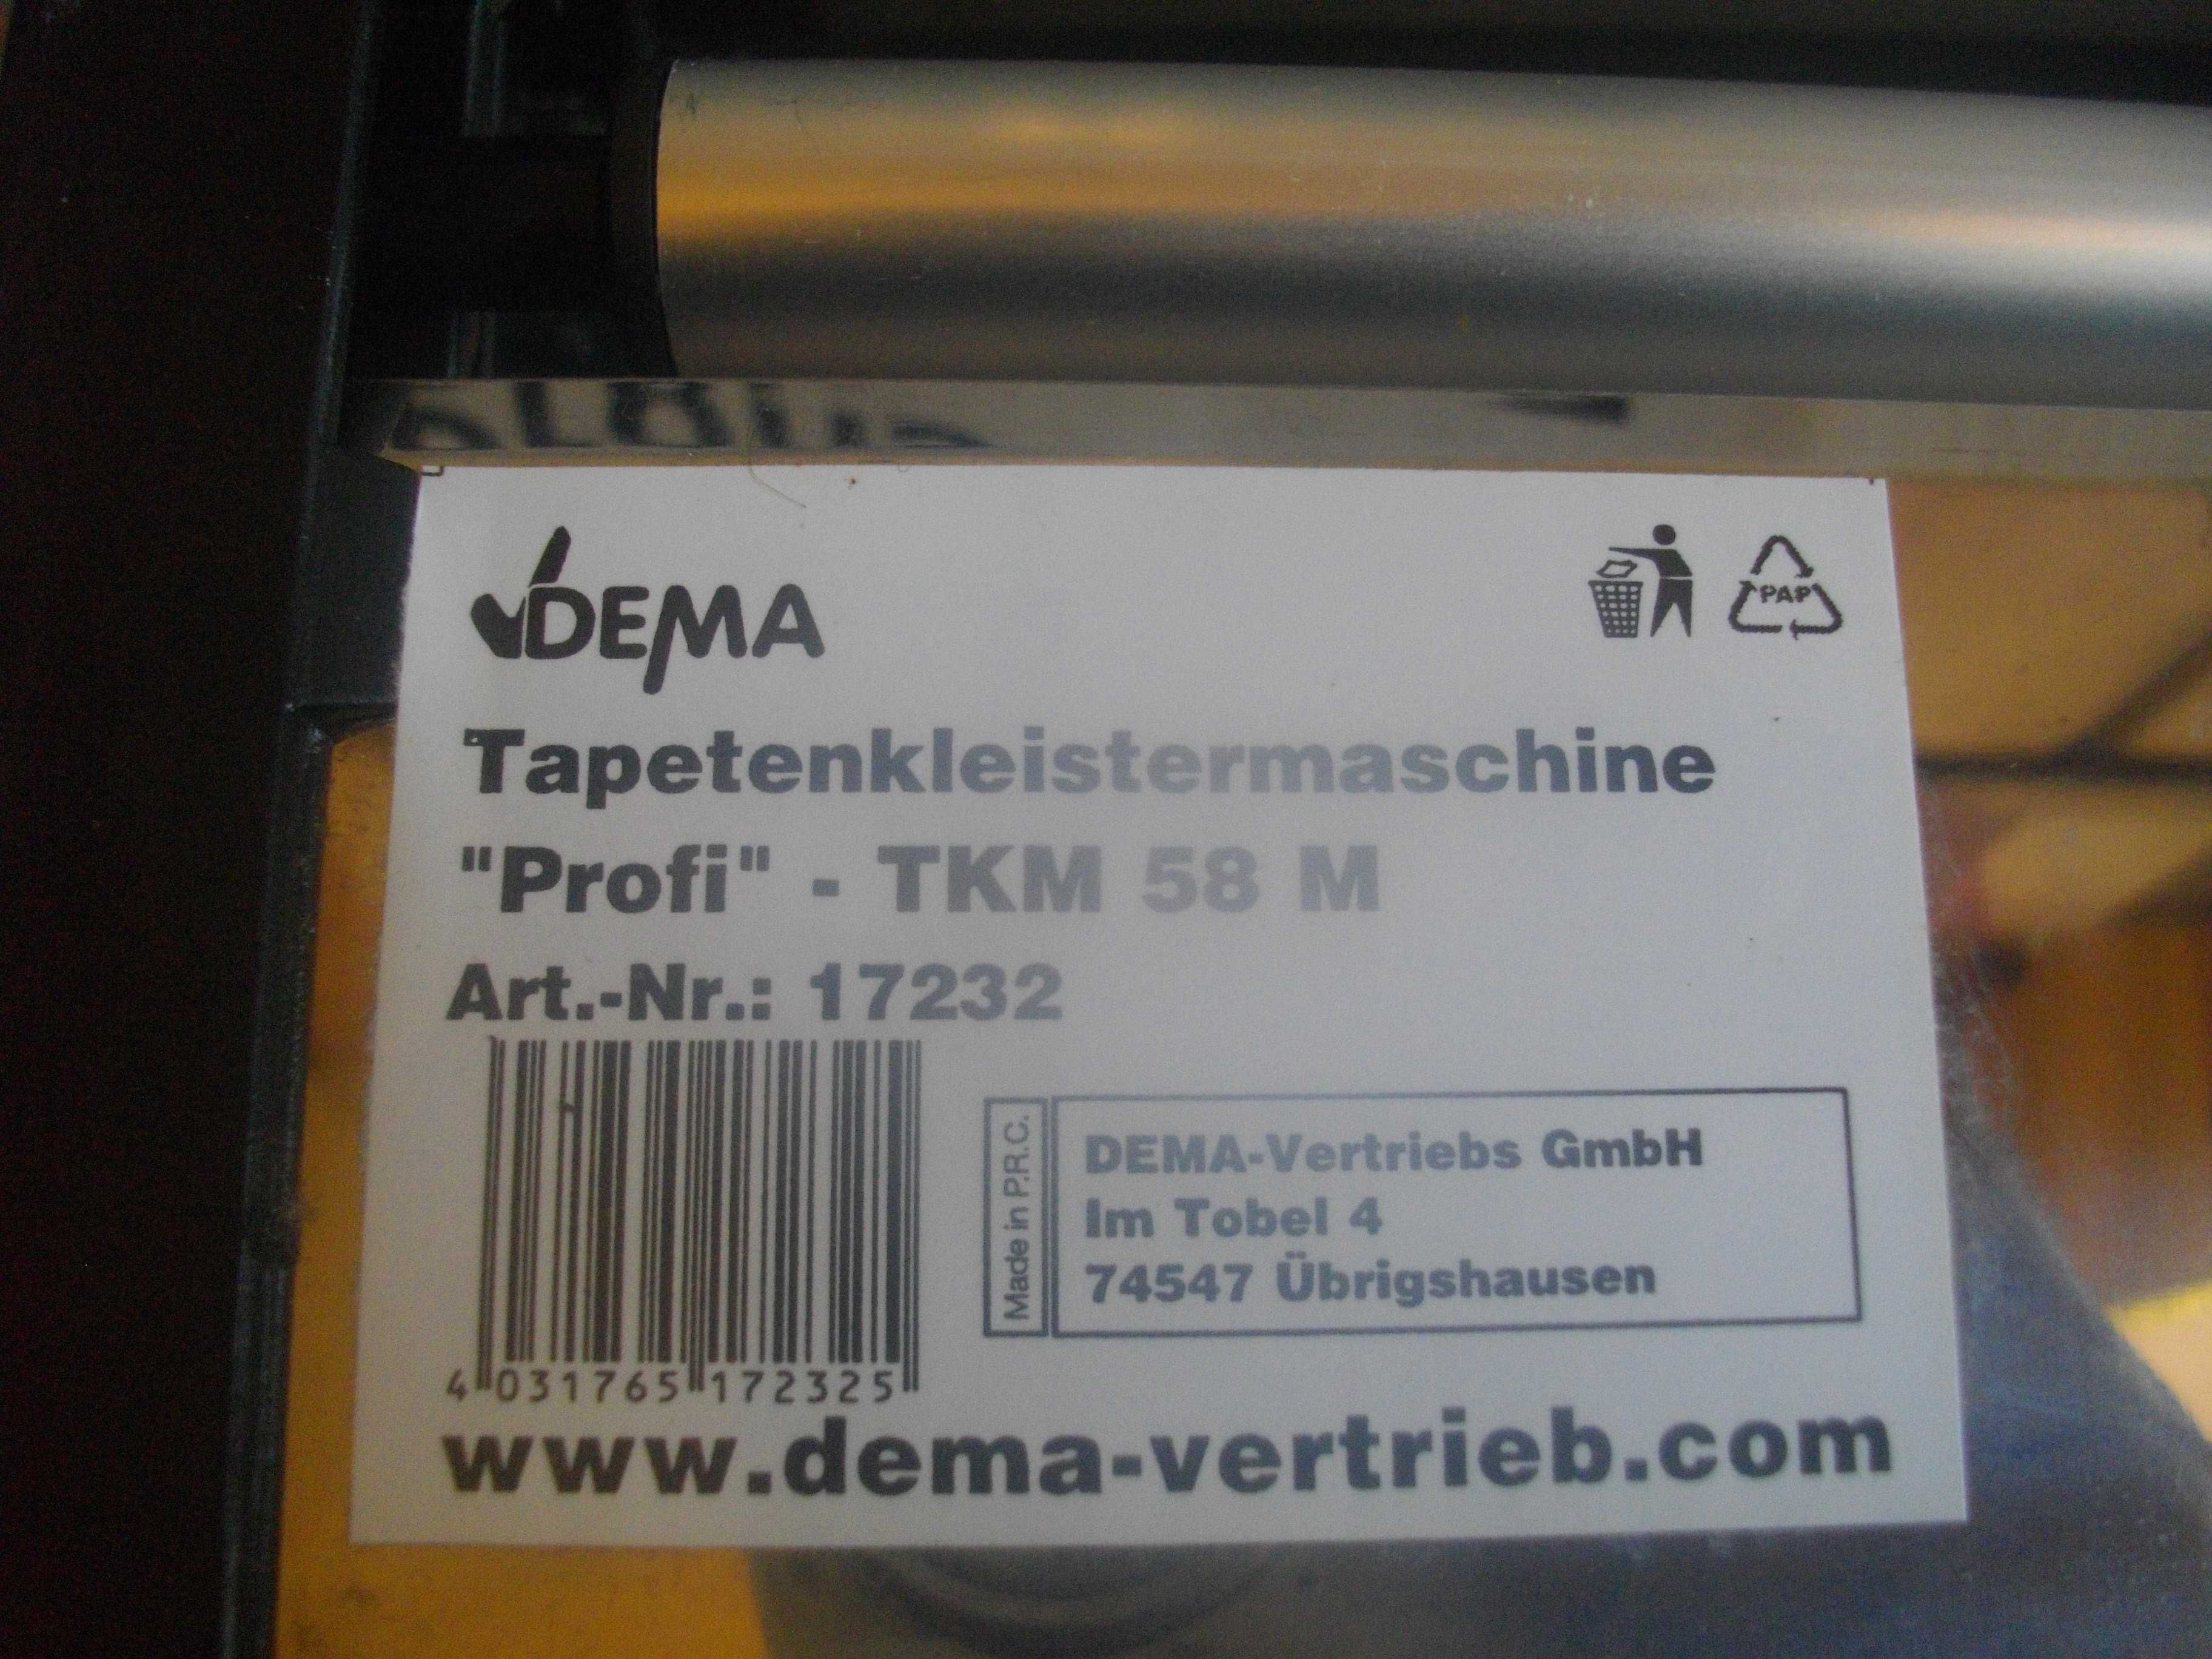 DEMA
PAP
Tapetenkleistermaschine
"Profi" - TKM 58 M
Art.-Nr.: 17232
Made in P.R.C.
DEMA-Vertriebs GmbH
Im Tobel 4
74547 Übrigshausen
4 031765 172325
www.dema-vertrieb.com